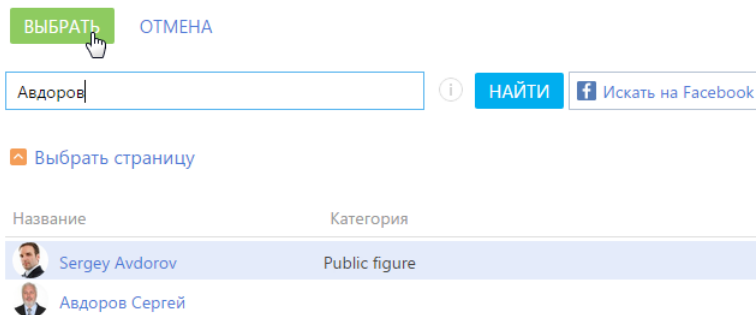 ВЫБРАТЬ ОТМЕНА
Авдоров НАЙТИ Искать на Facebook
Выбрать страницу
Название Категория
Sergey Avdorov Public figure
Авдоров Сергей